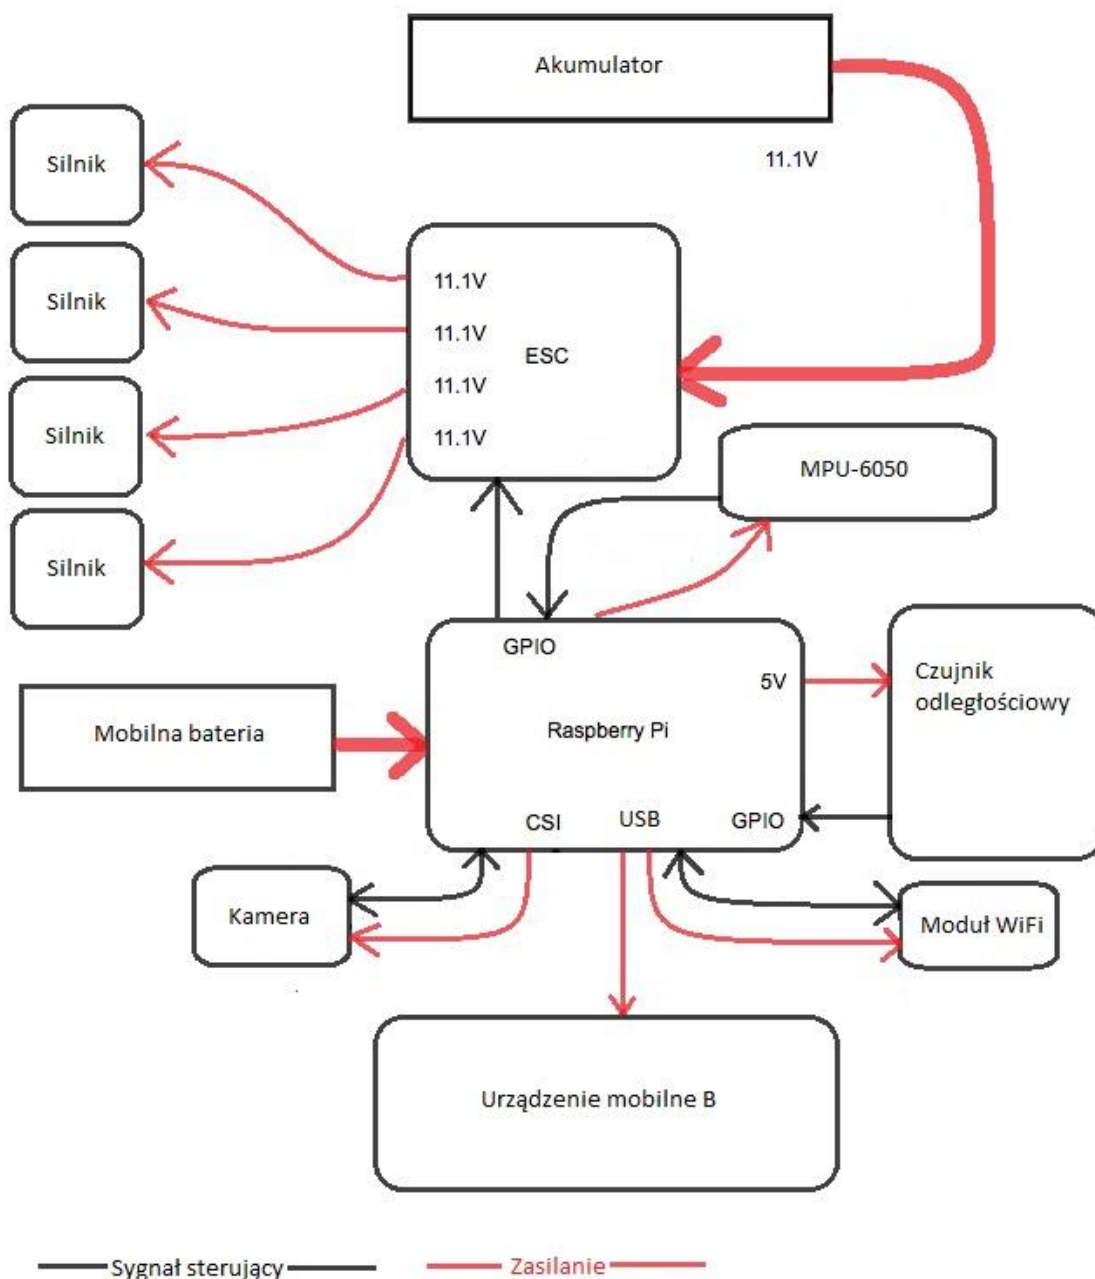 Akumulator
11.1V
Silnik
Silnik
Silnik
Silnik
11.1V
11.1V
11.1V
11.1V
ESC
MPU-6050
GPIO
5V
Czujnik
odległościowy
Mobilna bateria
Raspberry Pi
CSI
USB
GPIO
Kamera
Moduł WiFi
Urządzenie mobilne B
Sygnał sterujący
Zasilanie